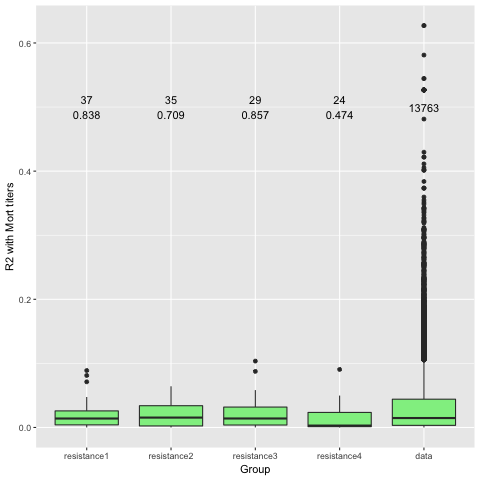 0.6
0.4
0.2
0.0
R2 with Mort titers
37 35 29 24 13763
0.838 0.709 0.857 0.474
resistance1 resistance2 resistance3 resistance4 data
Group